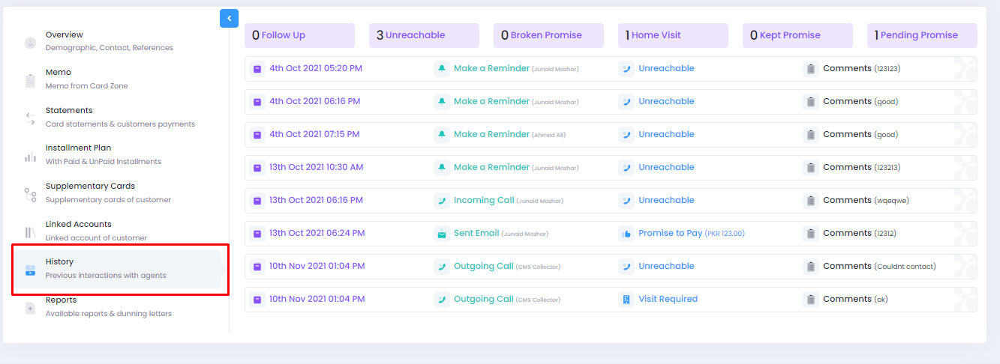 Overview
Demographic, Contact, References
Memo
Memo from Card Zone
Statements
Card statements & customers payments
Installment Plan
With Paid & UnPaid Installments
Supplementary Cards
Supplementary cards of customer
Linked Accounts
Linked account of customer
History
Previous interactions with agents
Reports
Available reports & dunning letters
0 Follow Up 3 Unreachable 0 Broken Promise 1 Home Visit 0 Kept Promise 1 Pending Promise
4th Oct 2021 05:20 PM Make a Reminder (Junaid Mazhar) Unreachable Comments (123123)
4th Oct 2021 06:16 PM Make a Reminder (Junaid Mazhar) Unreachable Comments (good)
4th Oct 2021 07:15 PM Make a Reminder (Ahmed Ali) Unreachable Comments (good)
13th Oct 2021 10:30 AM Make a Reminder (Junaid Mazhar) Unreachable Comments (123213)
13th Oct 2021 06:16 PM Incoming Call (Junaid Mazhar) Unreachable Comments (wqeqwe)
13th Oct 2021 06:24 PM Sent Email (Junaid Mazhar) Promise to Pay (PKR 123.00) Comments (12312)
10th Nov 2021 01:04 PM Outgoing Call (CMS Collector) Unreachable Comments (Couldnt contact)
10th Nov 2021 01:04 PM Outgoing Call (CMS Collector) Visit Required Comments (ok)